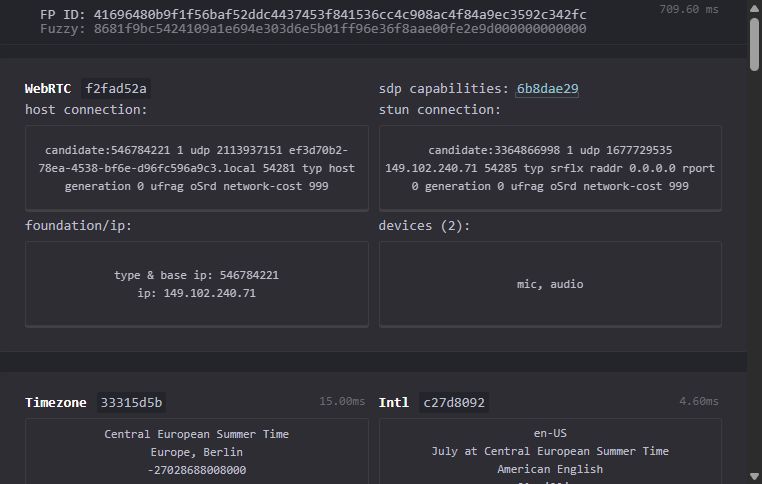 FP ID: 41696480b9f1f56baf52ddc4437453f841536cc4c908ac4f84a9ec3592c342fc
709.60 ms
Fuzzy: 8681f9bc5424109a1e694e303d6e5b01ff96e36f8aae00fe2e9d000000000000
WebRTC f2fad52a
sdp capabilities: 6b8dae29
host connection:
stun connection:
candidate:546784221 1 udp 2113937151 ef3d70b2-
78ea-4538-bf6e-d96fc596a9c3.local 54281 typ host
generation 0 ufrag oSrd network-cost 999
candidate:3364866998 1 udp 1677729535
149.102.240.71 54285 typ srflx raddr 0.0.0.0 rport
0 generation 0 ufrag oSrd network-cost 999
foundation/ip:
devices (2):
type & base ip: 546784221
ip: 149.102.240.71
mic, audio
Timezone 33315d5b
15.00ms
Intl c27d8092
4.60ms
Central European Summer Time
Europe, Berlin
-27028688008000
en-US
July at Central European Summer Time
American English